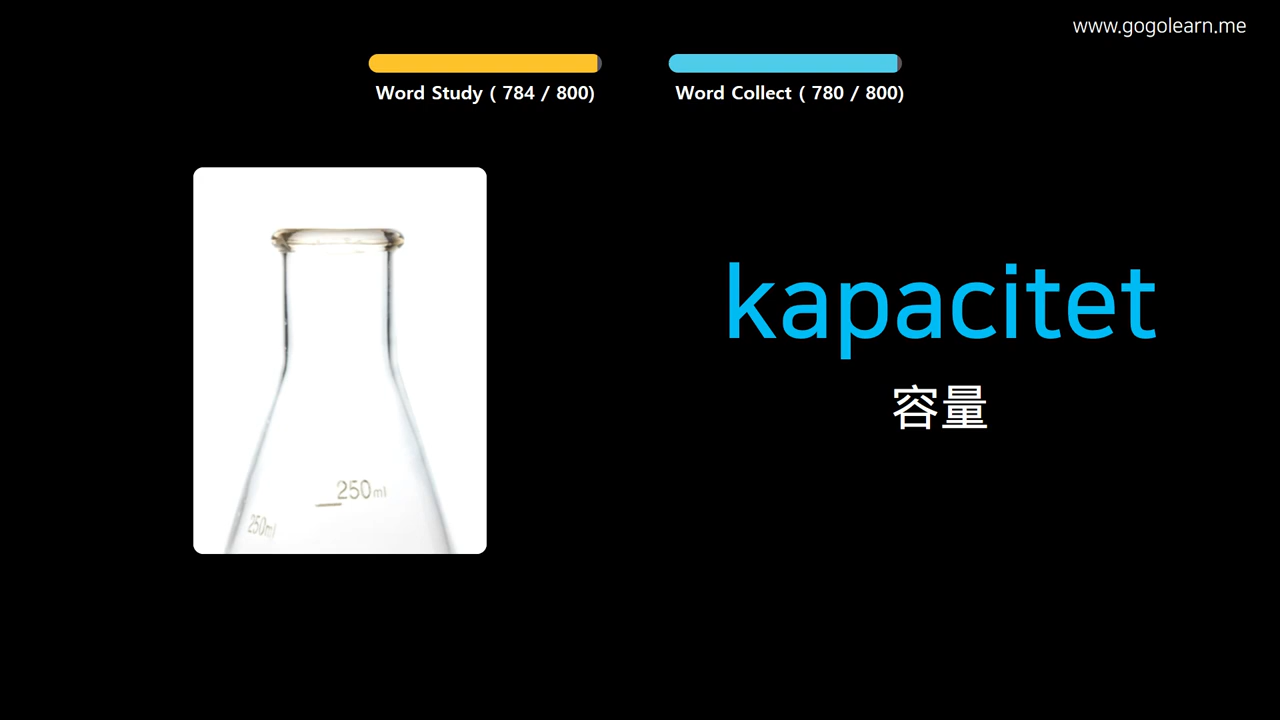 www.gogolearn.me
Word Study ( 784 / 800)
Word Collect ( 780 / 800)
kapacitet
容量
250ml
250ml